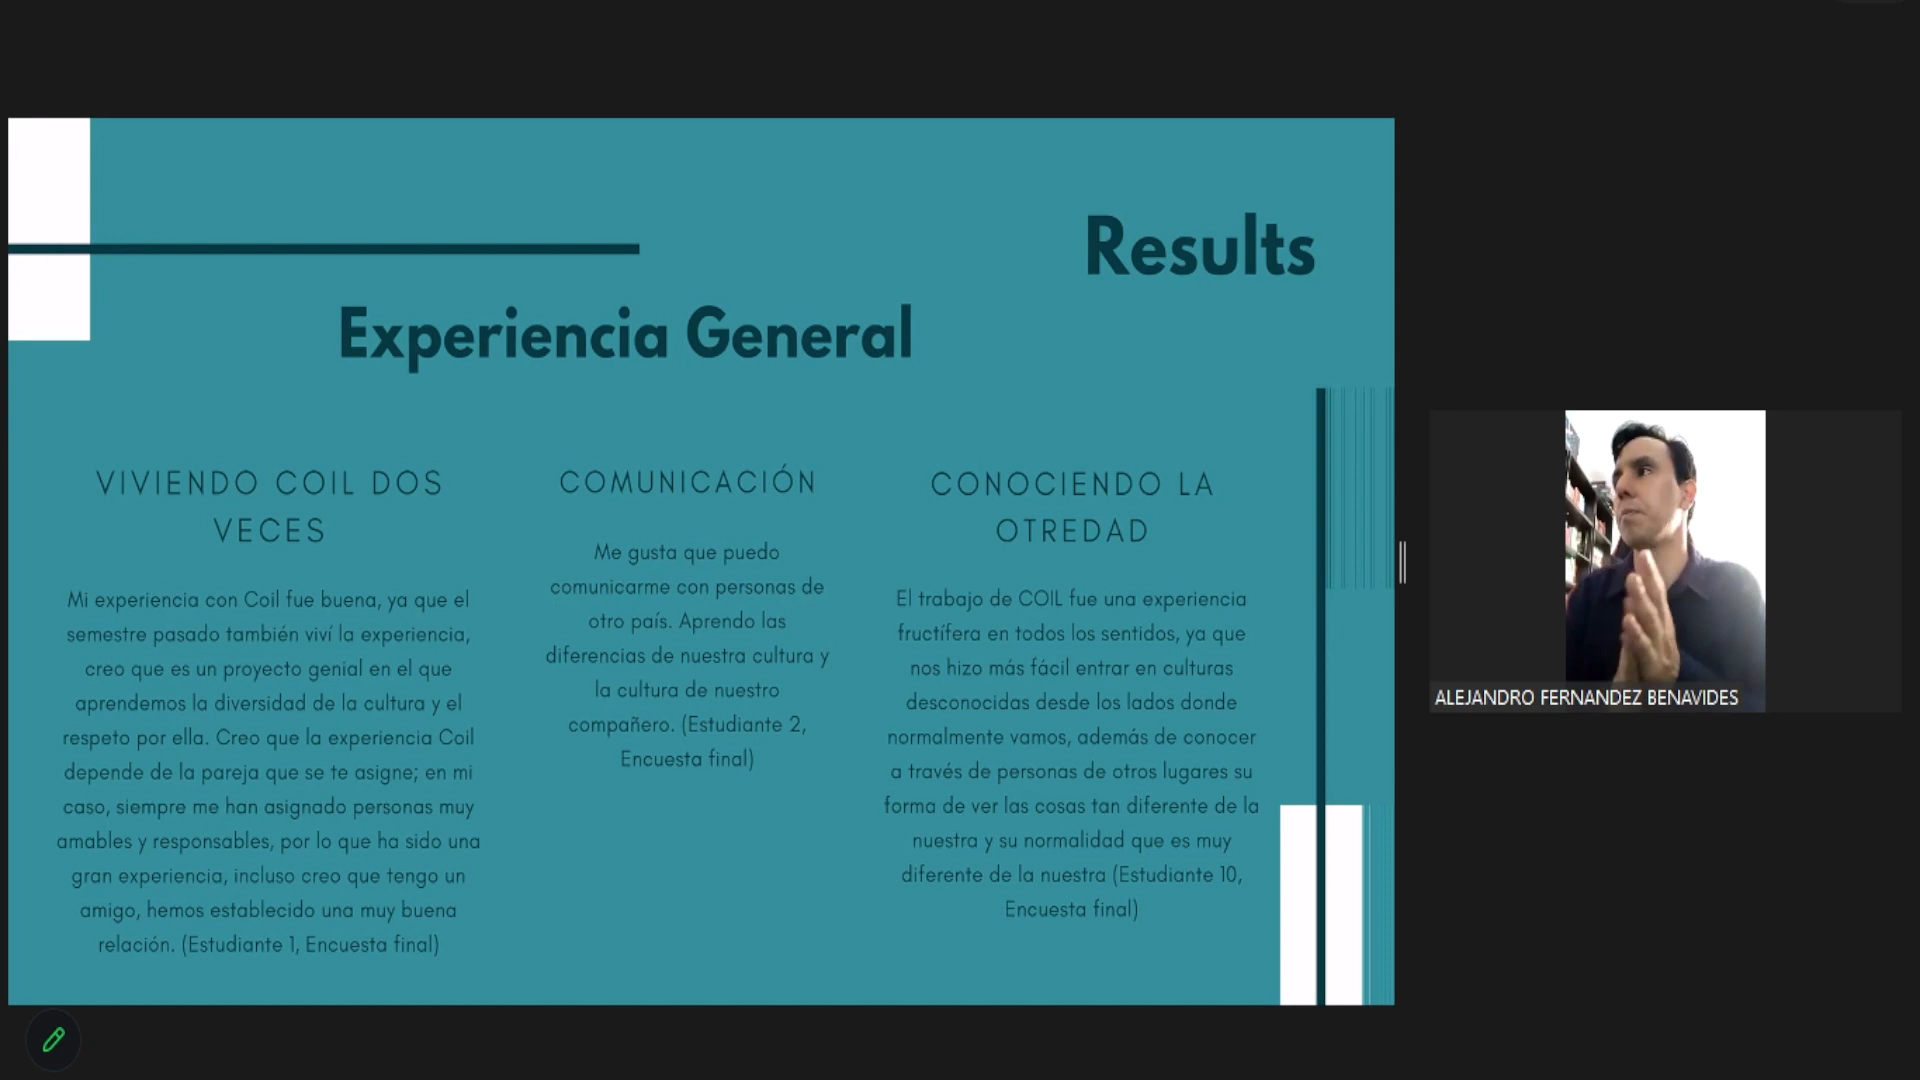 Results
Experiencia General
VIVIENDO COIL DOS
VECES
Mi experiencia con Coil fue buena, ya que el
semestre pasado también viví la experiencia,
creo que es un proyecto genial en el que
aprendemos la diversidad de la cultura y el
respeto por ella. Creo que la experiencia Coil
depende de la pareja que se te asigne; en mi
caso, siempre me han asignado personas muy
amables y responsables, por lo que ha sido una
gran experiencia, incluso creo que tengo un
amigo, hemos establecido una muy buena
relación. (Estudiante 1, Encuesta final)
COMUNICACIÓN
Me gusta que puedo
comunicarme con personas de
otro país. Aprendo las
diferencias de nuestra cultura y
la cultura de nuestro
compañero. (Estudiante 2,
Encuesta final)
CONOCIENDO LA
OTREDAD
El trabajo de COIL fue una experiencia
fructífera en todos los sentidos, ya que
nos hizo más fácil entrar en culturas
desconocidas desde los lados donde
normalmente vamos, además de conocer
a través de personas de otros lugares su
forma de ver las cosas tan diferente de la
nuestra y su normalidad que es muy
diferente de la nuestra (Estudiante 10,
Encuesta final)
ALEJANDRO FERNANDEZ BENAVIDES